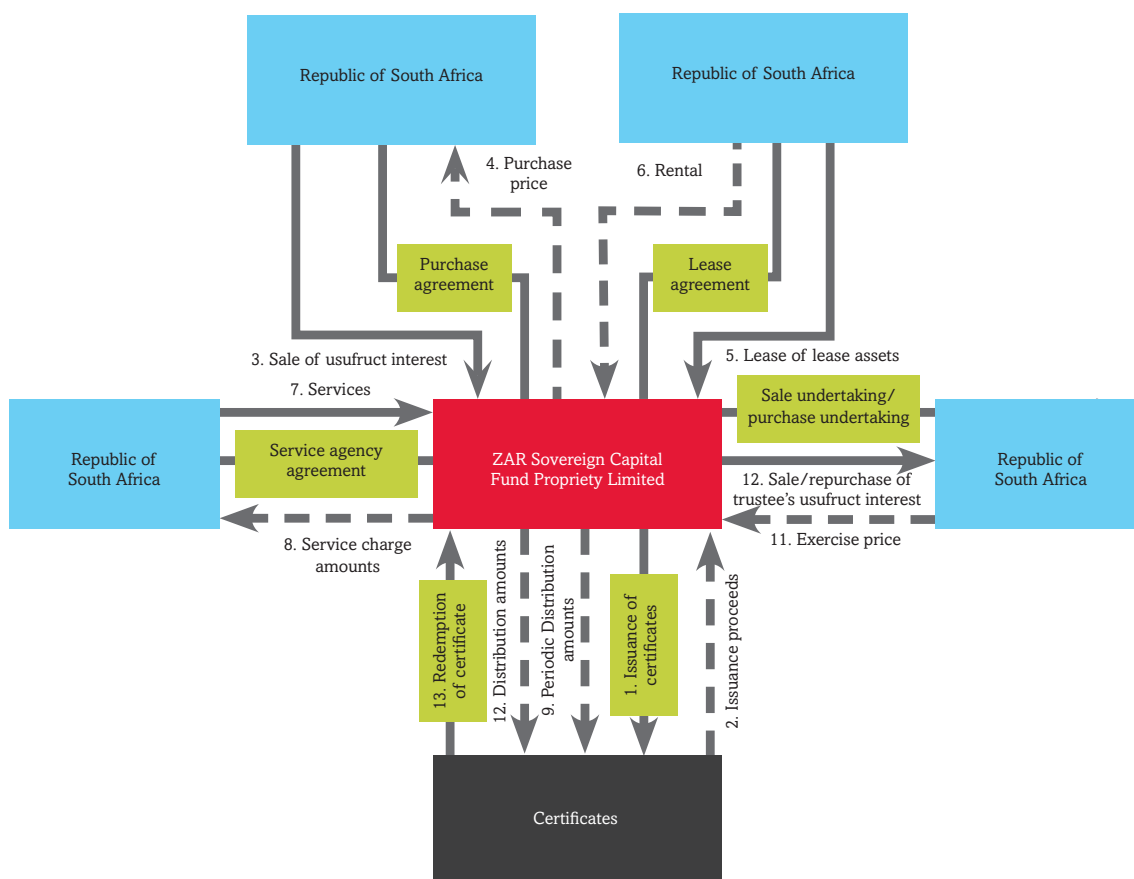 Republic of South Africa
Republic of South Africa
4. Purchase
price
6. Rental
Purchase
agreement
Lease
agreement
3. Sale of usufruct interest
5. Lease of lease assets
7. Services
Sale undertaking/
purchase undertaking
Republic of
South Africa
Service agency
agreement
ZAR Sovereign Capital
Fund Propriety Limited
Republic of
South Africa
12. Sale/repurchase of
trustee's usufruct interest
8. Service charge
amounts
11. Exercise price
13. Redemption
of certificate
12. Distribution amounts
9. Periodic Distribution
amounts
1. Issuance of
certificates
2. Issuance proceeds
Certificates